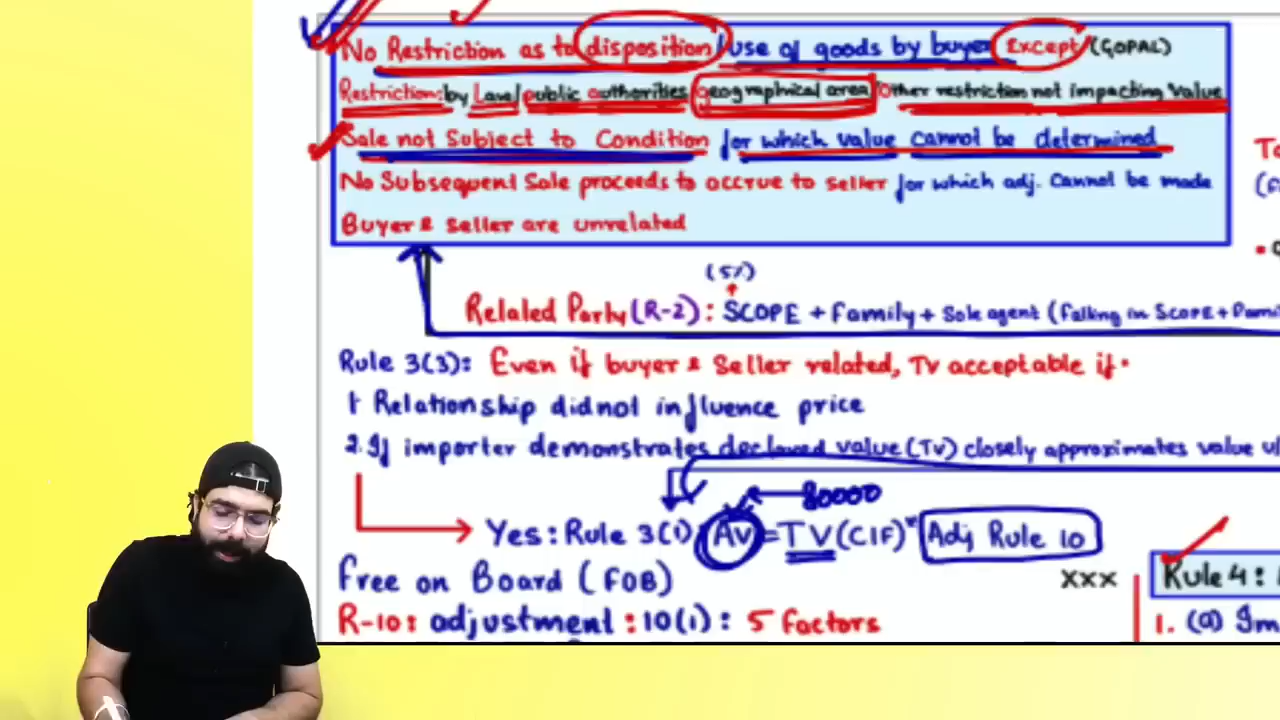 No Restriction as to disposition/use of goods by buyer Except (GOPAL)
Restriction: by Law/public authorities, geographical area, Other restriction not impacting Value
Sale not Subject to Condition for which value cannot be determined
No Subsequent Sale proceeds to accrue to seller for which adj. Cannot be made
Buyer & seller are unrelated
(5%)
Related Party (R-2): SCOPE + family + Sole agent (falling in Scope +
Rule 3(3): Even if buyer & Seller related, TV acceptable if
1 Relationship did not influence price
2. If importer demonstrates declared value (TV) closely approximates value
80000
Yes: Rule 3(1) AV = TV (CIF) Adj Rule 10
Free on Board (FOB)
XXX
Rule 4:
R-10: adjustment: 10(1): 5 factors
1. (a)